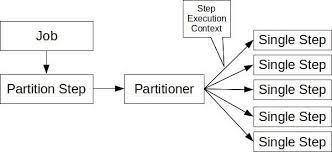 Step
Execution
Context
Job
Single Step
Single Step
Partition Step
Partitioner
Single Step
Single Step
Single Step